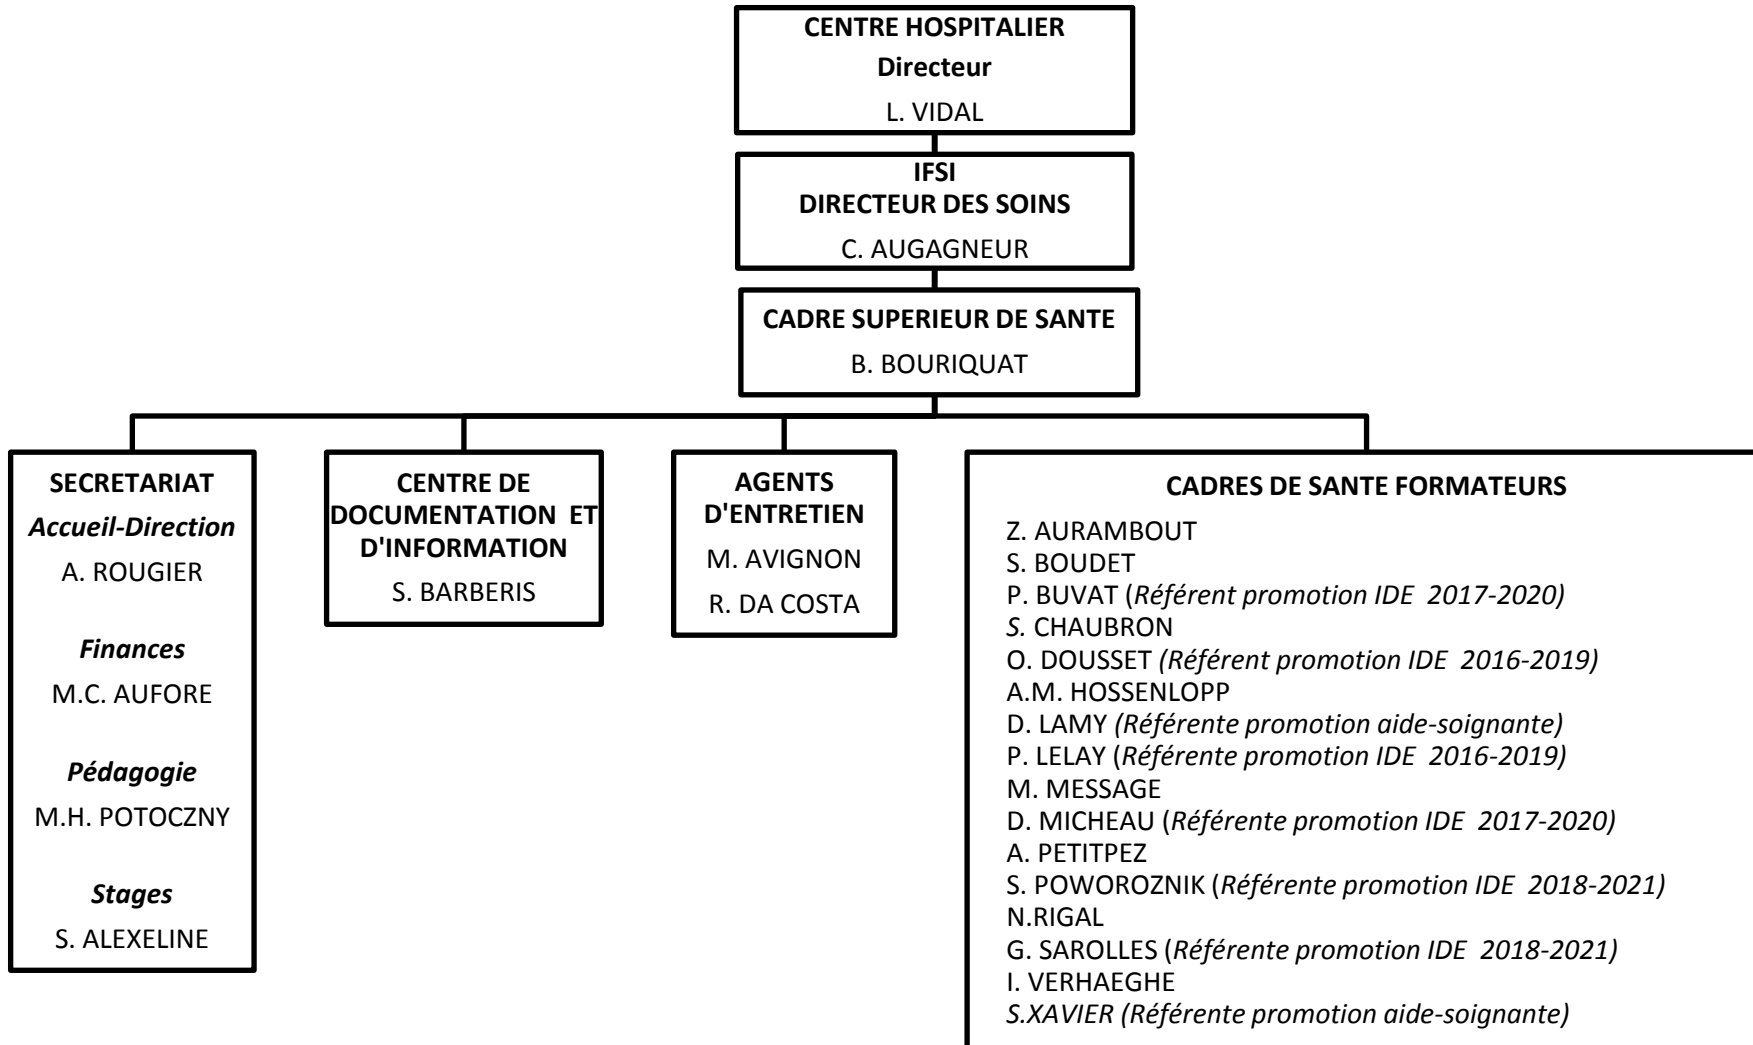 CENTRE HOSPITALIER
Directeur
L. VIDAL
IFSI
DIRECTEUR DES SOINS
C. AUGAGNEUR
CADRE SUPERIEUR DE SANTE
B. BOURIQUAT
SECRETARIAT
Accueil-Direction
A. ROUGIER
Finances
M.C. AUFORE
Pédagogie
M.H. POTOCZNY
Stages
S. ALEXELINE
CENTRE DE
DOCUMENTATION ET
D'INFORMATION
S. BARBERIS
AGENTS
D'ENTRETIEN
M. AVIGNON
R. DA COSTA
CADRES DE SANTE FORMATEURS
Z. AURAMBOUT
S. BOUDET
P. BUVAT (Référent promotion IDE 2017-2020)
S. CHAUBRON
O. DOUSSET (Référent promotion IDE 2016-2019)
A.M. HOSSENLOPP
D. LAMY (Référente promotion aide-soignante)
P. LELAY (Référente promotion IDE 2016-2019)
M. MESSAGE
D. MICHEAU (Référente promotion IDE 2017-2020)
A. PETITPEZ
S. POWOROZNIK (Référente promotion IDE 2018-2021)
N.RIGAL
G. SAROLLES (Référente promotion IDE 2018-2021)
I. VERHAEGHE
S.XAVIER (Référente promotion aide-soignante)